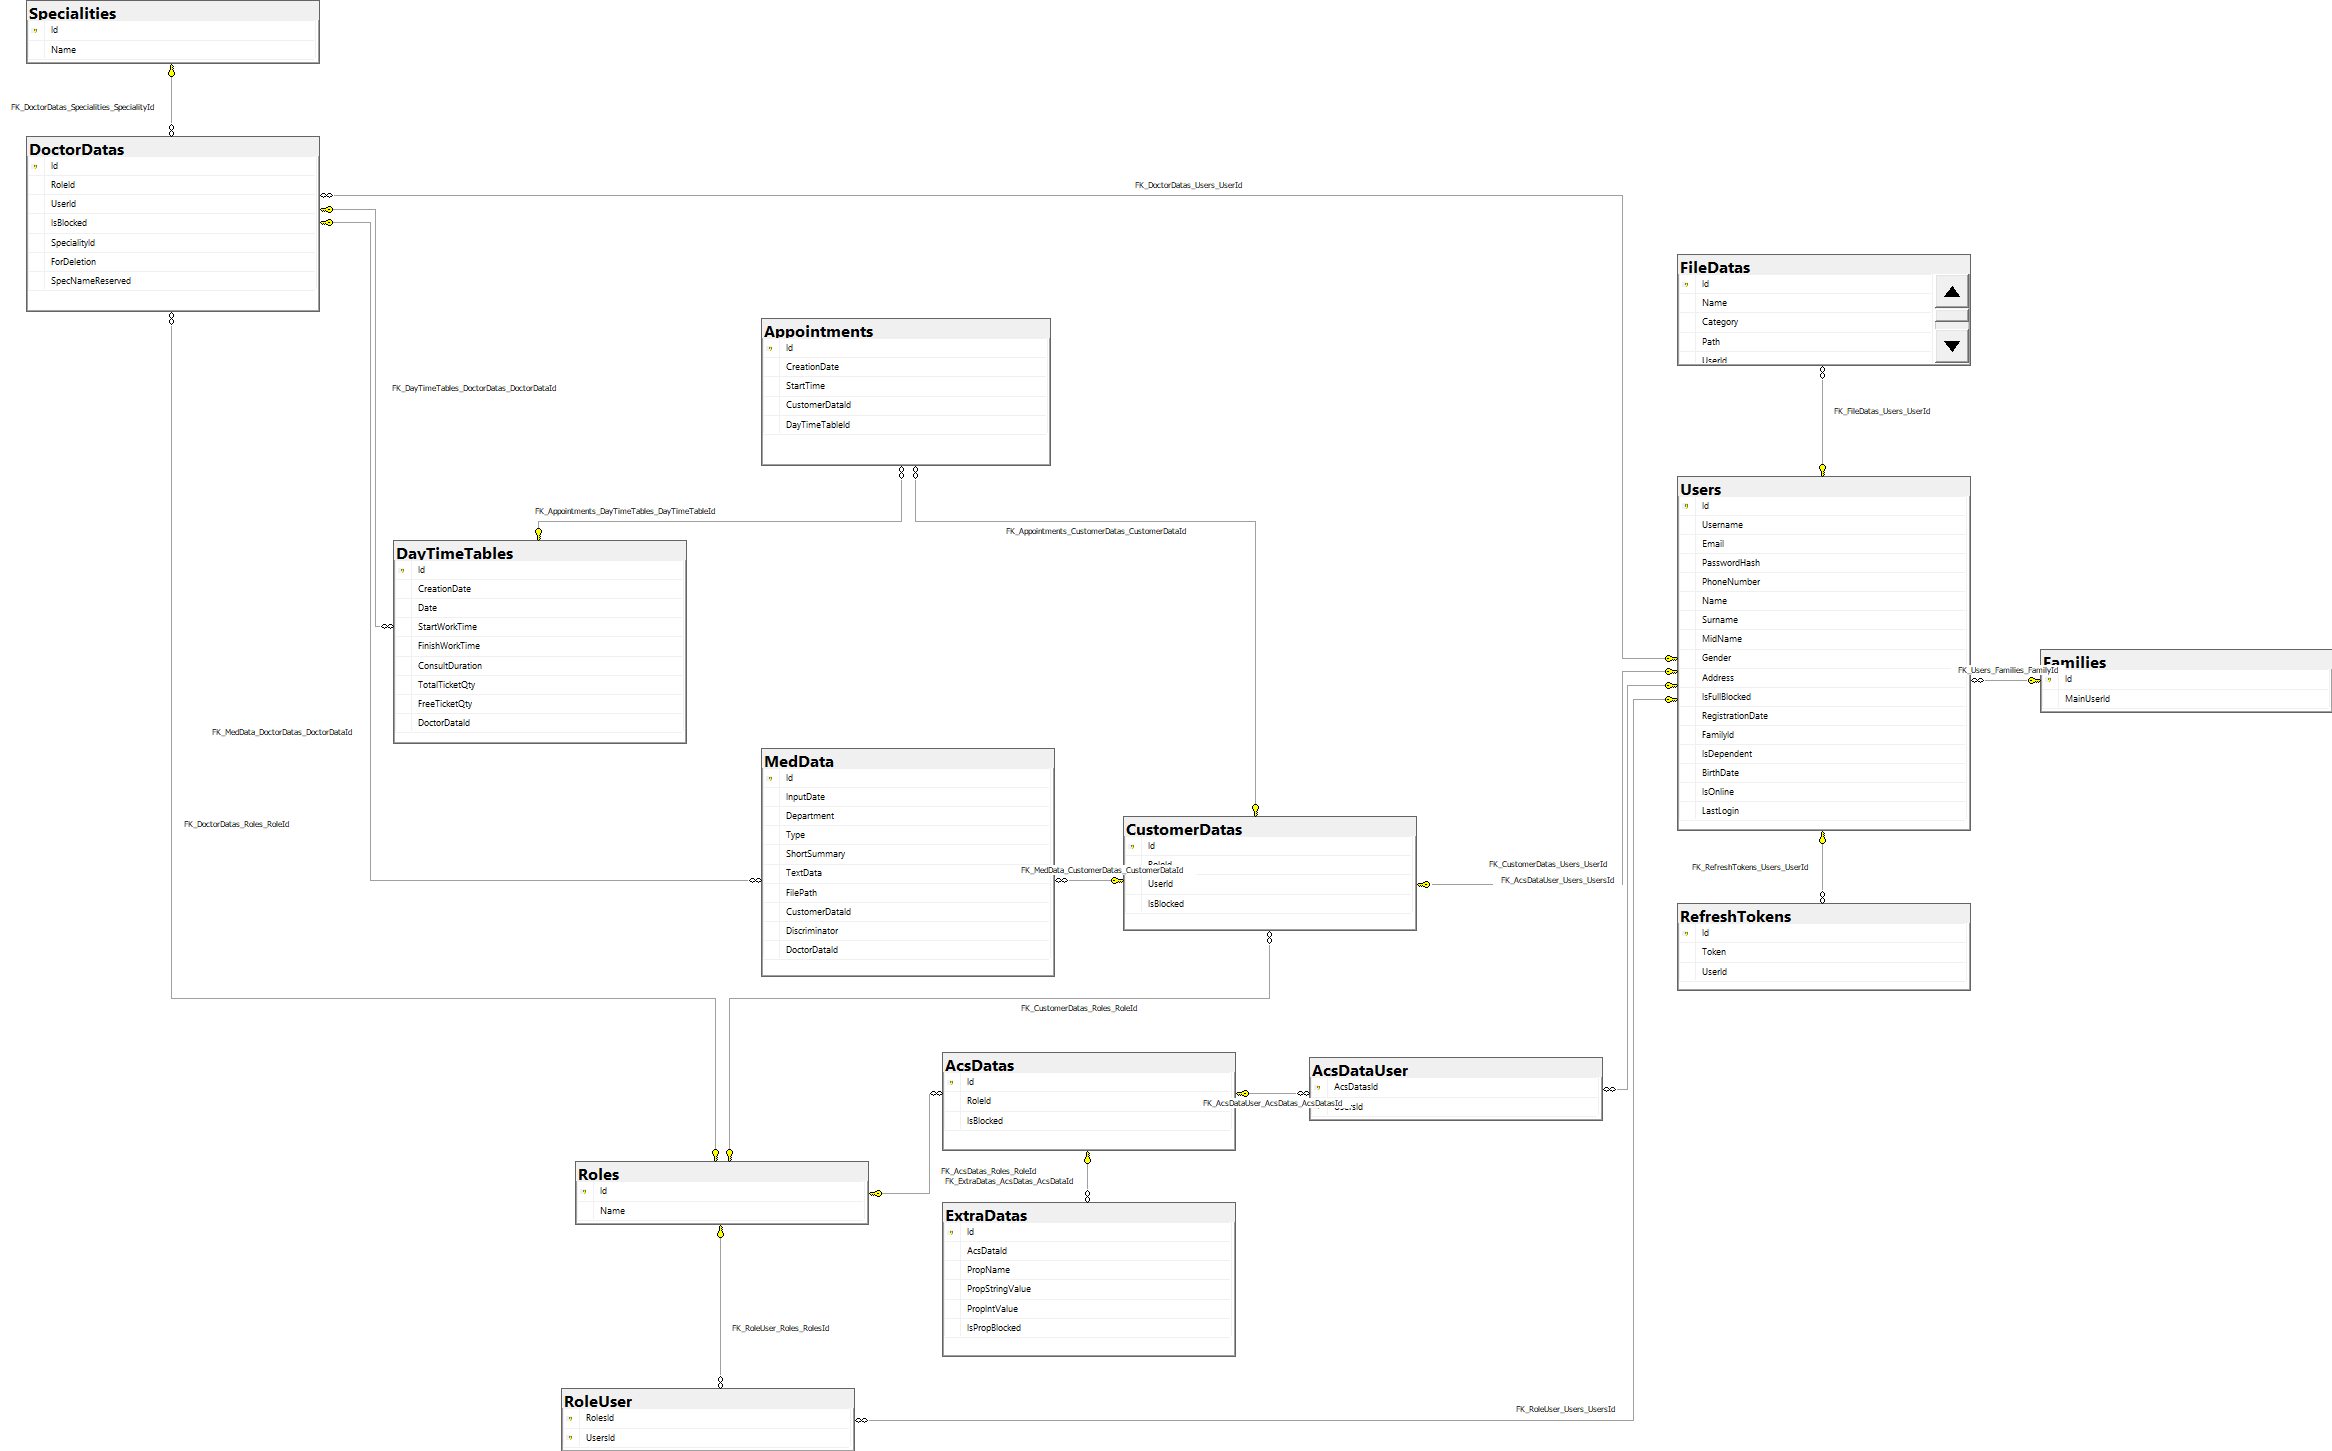 Specialities
Id
Name
FK_DoctorDatas_Specialities_SpecialityId
DoctorDatas
Id
RoleId
UserId
IsBlocked
SpecialityId
ForDeletion
SpecNameReserved
FK_DoctorDatas_Users_UserId
FileDatas
Id
Name
Category
Path
UserId
FK_FileDatas_Users_UserId
Appointments
Id
CreationDate
StartTime
CustomerDataId
DayTimeTableId
FK_DayTimeTables_DoctorDatas_DoctorDataId
FK_Appointments_DayTimeTables_DayTimeTableId
FK_Appointments_CustomerDatas_CustomerDataId
DayTimeTables
Id
CreationDate
Date
StartWorkTime
FinishWorkTime
ConsultDuration
TotalTicketQty
FreeTicketQty
DoctorDataId
Users
Id
Username
Email
PasswordHash
PhoneNumber
Name
Surname
MidName
Gender
Address
IsFullBlocked
RegistrationDate
FamilyId
IsDependent
BirthDate
IsOnline
LastLogin
FK_Users_Families_FamilyId
Families
Id
MainUserId
FK_MedData_DoctorDatas_DoctorDataId
FK_DoctorDatas_Roles_RoleId
MedData
Id
InputDate
Department
Type
ShortSummary
TextData
FilePath
CustomerDataId
Discriminator
DoctorDataId
FK_MedData_CustomerDatas_CustomerDataId
CustomerDatas
Id
RoleId
UserId
IsBlocked
FK_CustomerDatas_Users_UserId
FK_AcsDataUser_Users_UsersId
FK_RefreshTokens_Users_UserId
RefreshTokens
Id
Token
UserId
FK_CustomerDatas_Roles_RoleId
AcsDatas
Id
RoleId
IsBlocked
FK_AcsDataUser_AcsDatas_AcsDatasId
AcsDataUser
AcsDatasId
UsersId
FK_AcsDatas_Roles_RoleId
FK_ExtraDatas_AcsDatas_AcsDataId
Roles
Id
Name
ExtraDatas
Id
AcsDataId
PropName
PropStringValue
PropIntValue
IsPropBlocked
FK_RoleUser_Roles_RolesId
RoleUser
RolesId
UsersId
FK_RoleUser_Users_UsersId